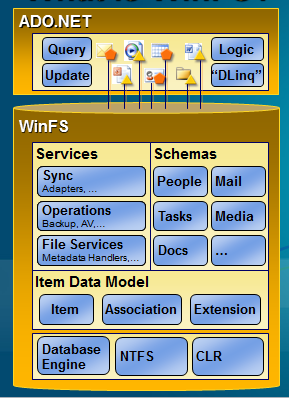 ADO.NET
Query
Logic
Update
“DLinq”
WinFS
Services
Schemas
Sync
Adapters, ...
People
Mail
Operations
Backup, AV,...
Tasks
Media
File Services
Metadata Handlers,...
Docs
...
Item Data Model
Item
Association
Extension
Database
Engine
NTFS
CLR